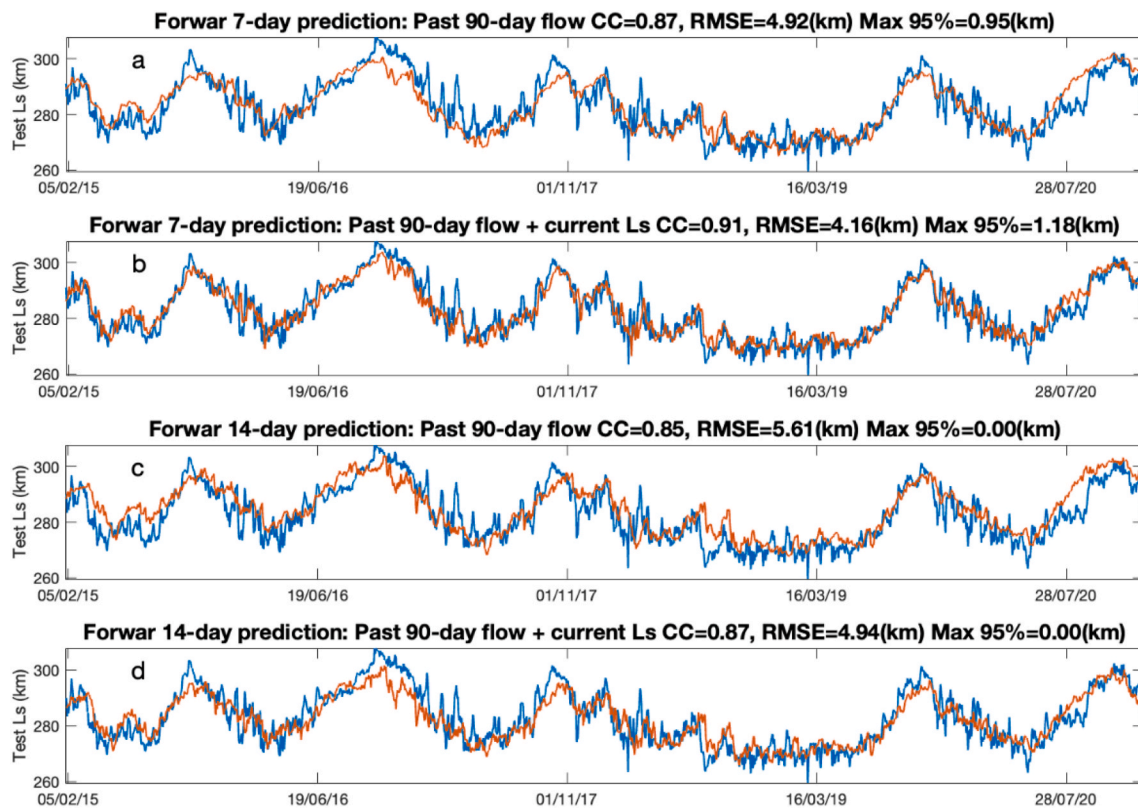 Forwar 7-day prediction: Past 90-day flow CC=0.87, RMSE=4.92(km) Max 95%=0.95(km)
a
Test Ls (km)
300
280
260
05/02/15 19/06/16 01/11/17 16/03/19 28/07/20
Forwar 7-day prediction: Past 90-day flow + current Ls CC=0.91, RMSE=4.16(km) Max 95%=1.18(km)
b
Test Ls (km)
300
280
260
05/02/15 19/06/16 01/11/17 16/03/19 28/07/20
Forwar 14-day prediction: Past 90-day flow CC=0.85, RMSE=5.61(km) Max 95%=0.00(km)
c
Test Ls (km)
300
280
260
05/02/15 19/06/16 01/11/17 16/03/19 28/07/20
Forwar 14-day prediction: Past 90-day flow + current Ls CC=0.87, RMSE=4.94(km) Max 95%=0.00(km)
d
Test Ls (km)
300
280
260
05/02/15 19/06/16 01/11/17 16/03/19 28/07/20